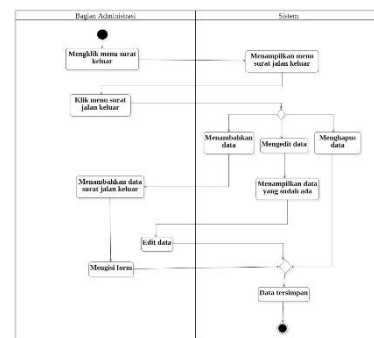 Bagian Administrasi
Sistem
Mengklik menu surat
keluar
Menampilkan menu
surat jalan keluar
Klik menu surat
jalan keluar
Menambahkan
data
Mengedit data
Menghapus
data
Menambahkan data
surat jalan keluar
Menampilkan data
yang sudah ada
Edit data
Mengisi form
Data tersimpan